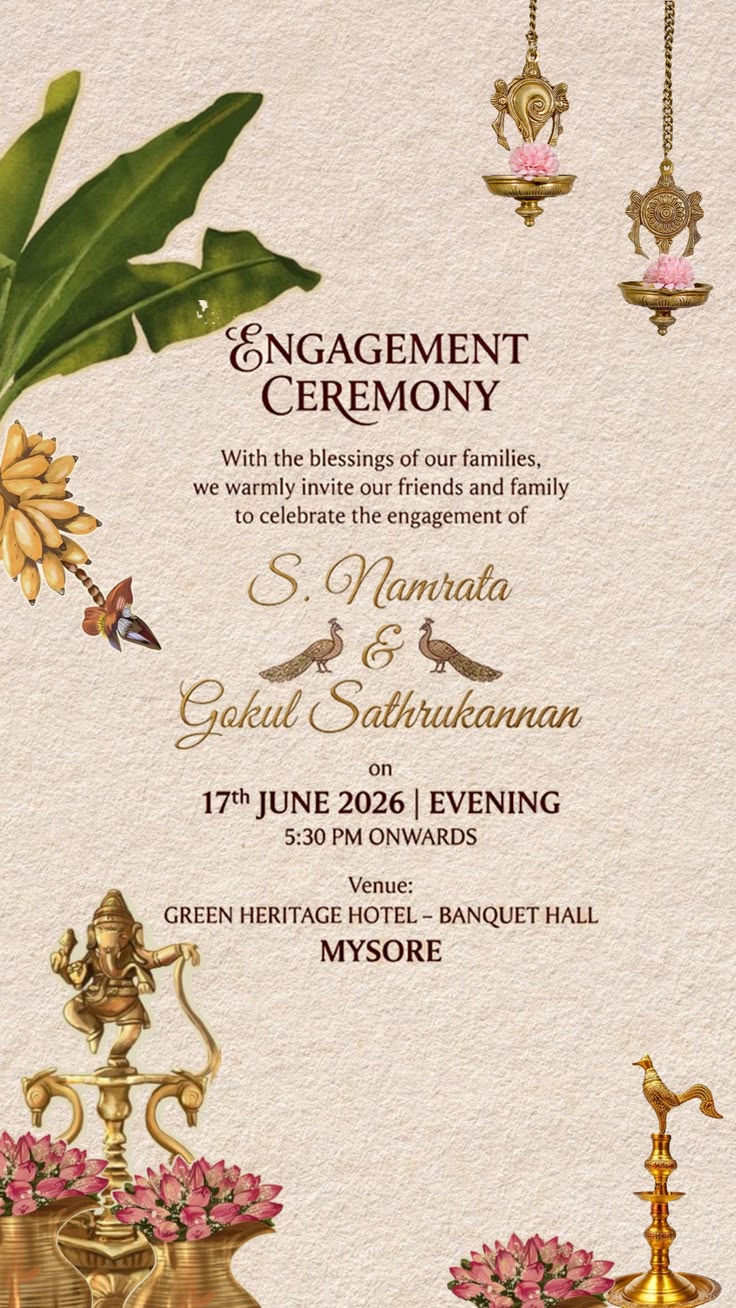 ENGAGEMENT
CEREMONY
With the blessings of our families,
we warmly invite our friends and family
to celebrate the engagement of
S. Namrata
&
Gokul Sathrukannan
on
17th JUNE 2026 | EVENING
5:30 PM ONWARDS
Venue:
GREEN HERITAGE HOTEL – BANQUET HALL
MYSORE